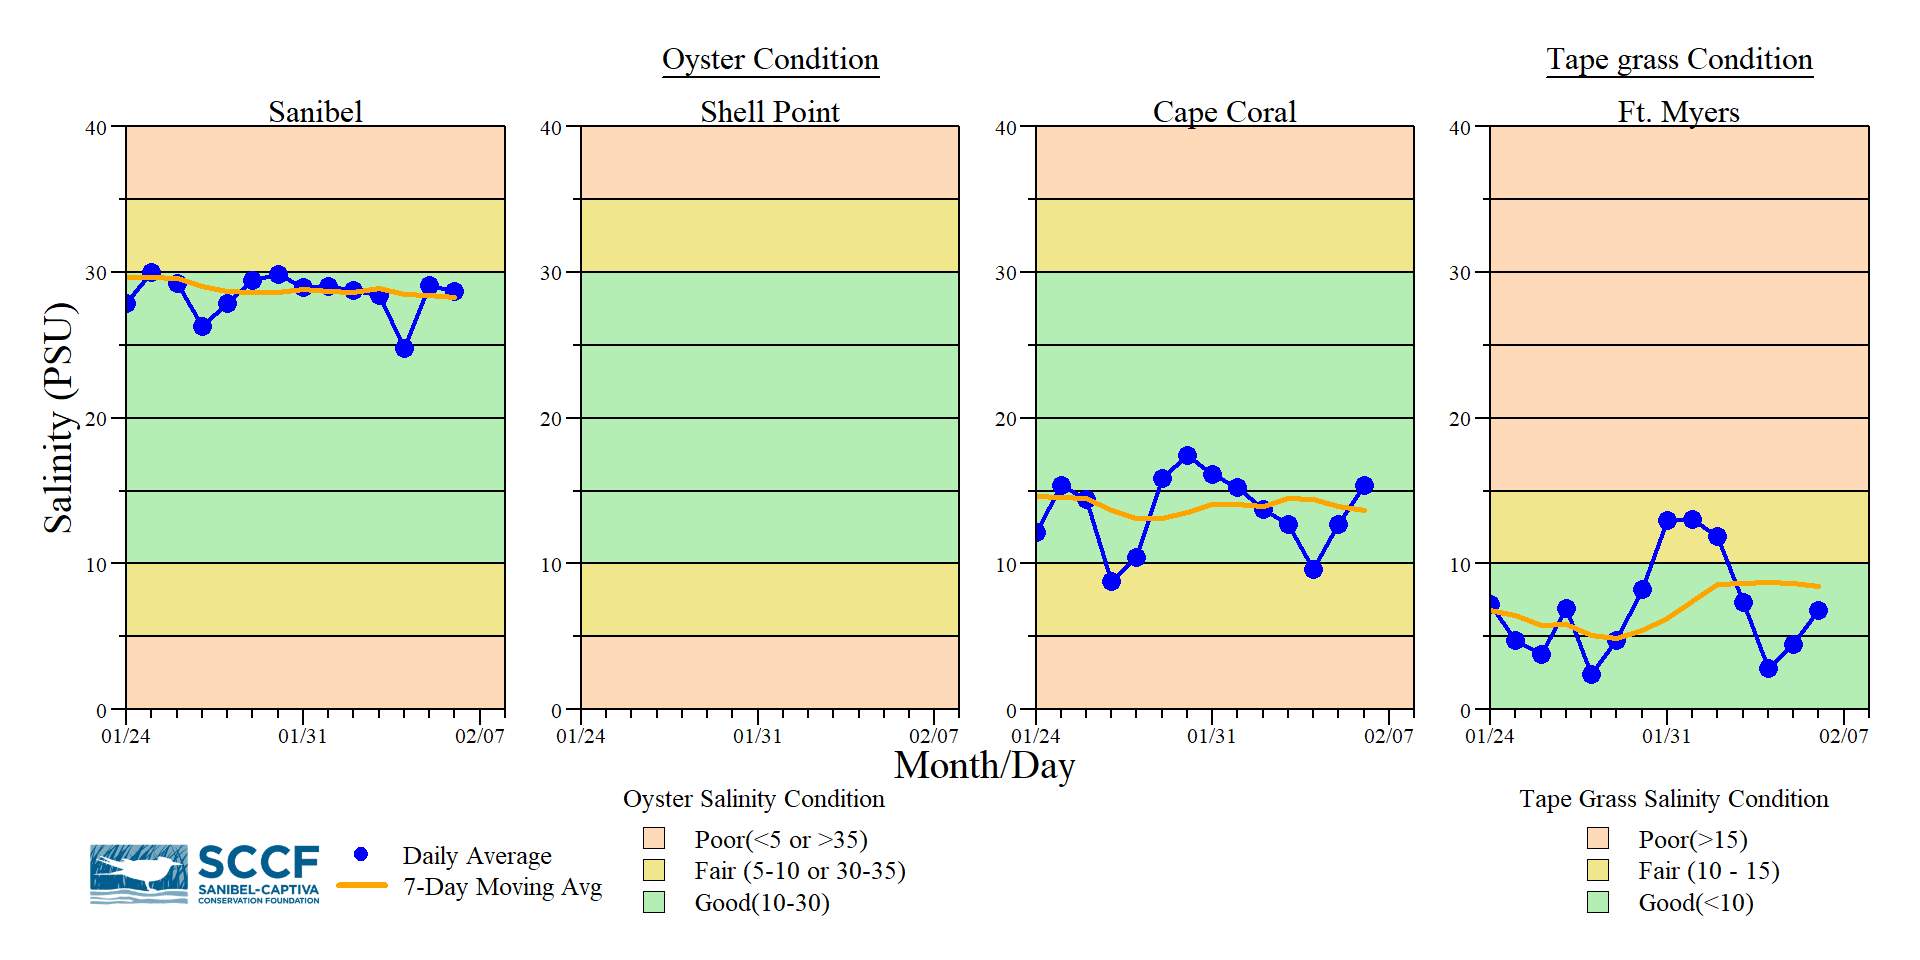 Oyster Condition
Tape grass Condition
Sanibel
Shell Point
Cape Coral
Ft. Myers
Salinity (PSU)
40
30
20
10
0
01/24
01/31
02/07
40
30
20
10
0
01/24
01/31
02/07
40
30
20
10
0
01/24
01/31
02/07
40
30
20
10
0
01/24
01/31
02/07
Month/Day
SCCF
SANIBEL-CAPTIVA
CONSERVATION FOUNDATION
Daily Average
7-Day Moving Avg
Oyster Salinity Condition
Poor(<5 or >35)
Fair (5-10 or 30-35)
Good(10-30)
Tape Grass Salinity Condition
Poor(>15)
Fair (10 - 15)
Good(<10)